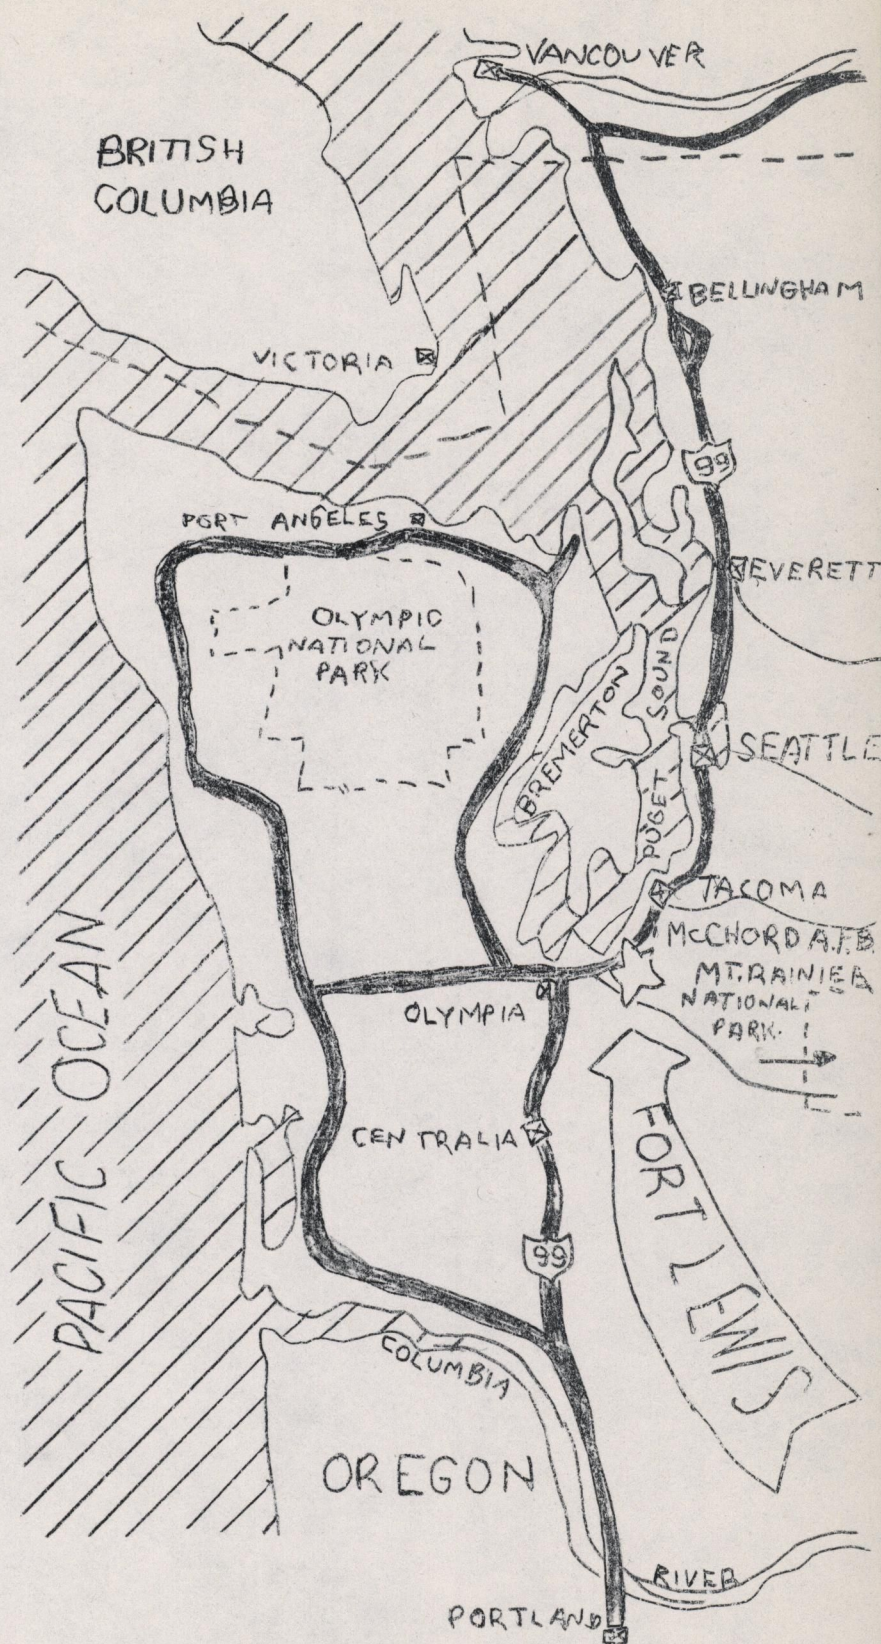 VANCOUVER
BRITISH
COLUMBIA
BELLINGHAM
VICTORIA
99
PORT ANGELES
EVERETT
OLYMPIC
NATIONAL
PARK
BREMERTON
PUGET SOUND
SEATTLE
TACOMA
McCHORD A.F.B.
MT. RAINIER
NATIONAL
PARK
OLYMPIA
PACIFIC OCEAN
CENTRALIA
FORT LEWIS
99
COLUMBIA
OREGON
RIVER
PORTLAND